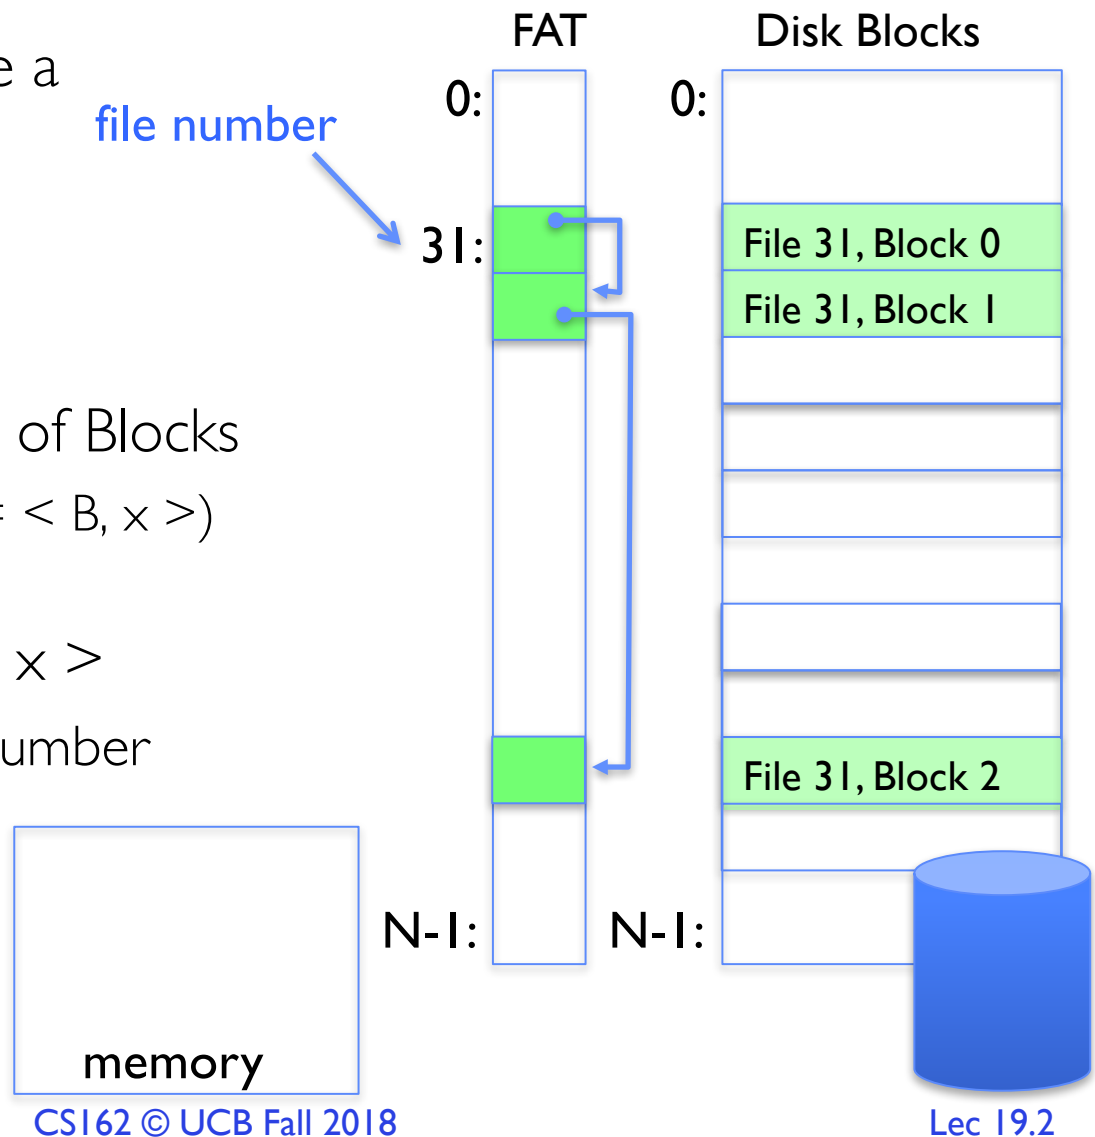 FAT
Disk Blocks
e a
file number
0:
0:
31:
File 31, Block 0
File 31, Block 1
of Blocks
= < B, x >)
x >
umber
File 31, Block 2
N-1:
N-1:
memory
CS162 © UCB Fall 2018
Lec 19.2